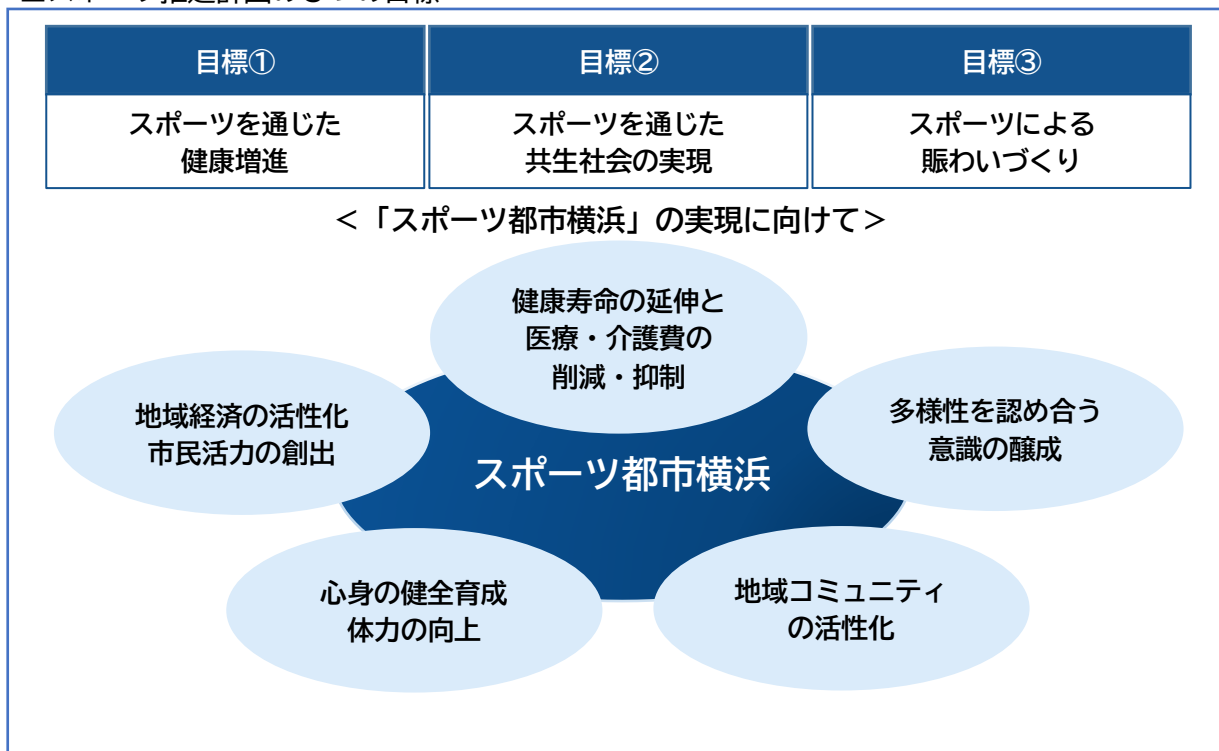 目標①
目標②
目標③
スポーツを通じた
健康増進
スポーツを通じた
共生社会の実現
スポーツによる
賑わいづくり
＜「スポーツ都市横浜」の実現に向けて＞
健康寿命の延伸と
医療・介護費の
削減・抑制
地域経済の活性化
市民活力の創出
多様性を認め合う
意識の醸成
スポーツ都市横浜
心身の健全育成
体力の向上
地域コミュニティ
の活性化